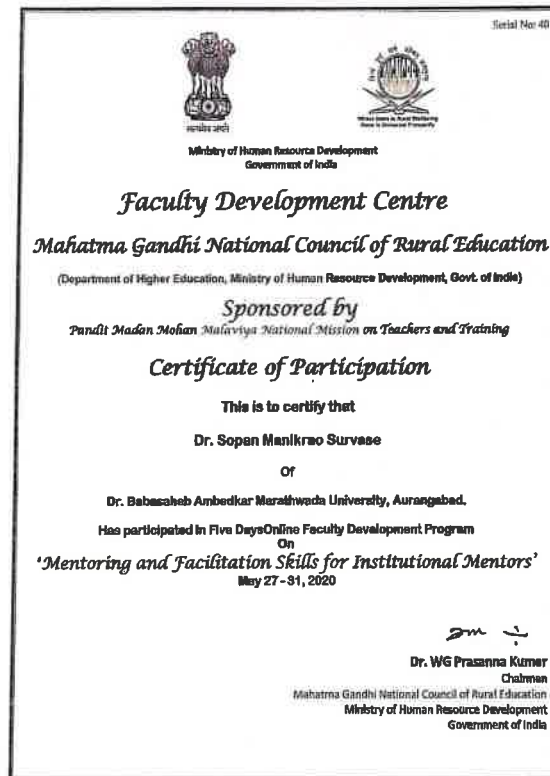 Serial No: 40
सत्यमेव जयते
Ministry of Human Resource Development
Government of India
Faculty Development Centre
Mahatma Gandhi National Council of Rural Education
(Department of Higher Education, Ministry of Human Resource Development, Govt. of India)
Sponsored by
Pandit Madan Mohan Malaviya National Mission on Teachers and Training
Certificate of Participation
This is to certify that
Dr. Sopan Manikrao Survase
Of
Dr. Babasaheb Ambedkar Marathwada University, Aurangabad.
Has participated in Five DaysOnline Faculty Development Program
On
'Mentoring and Facilitation Skills for Institutional Mentors'
May 27-31, 2020
Dr. WG Prasanna Kumar
Chairman
Mahatma Gandhi National Council of Rural Education
Ministry of Human Resource Development
Government of India